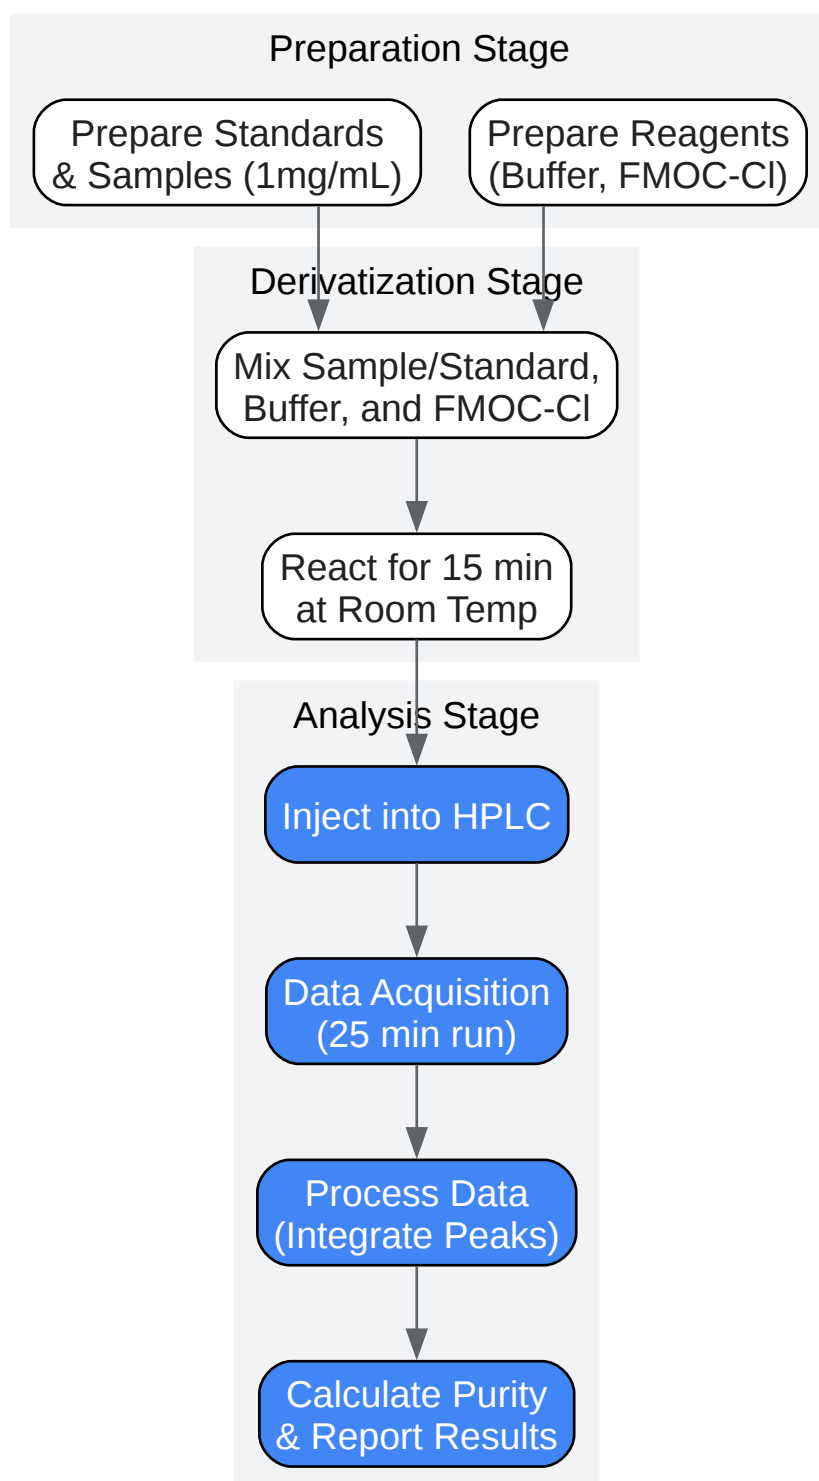 Preparation Stage
Prepare Standards
& Samples (1mg/mL)
Prepare Reagents
(Buffer, FMOC-Cl)
Derivatization Stage
Mix Sample/Standard,
Buffer, and FMOC-Cl
React for 15 min
at Room Temp
Analysis Stage
Inject into HPLC
Data Acquisition
(25 min run)
Process Data
(Integrate Peaks)
Calculate Purity
& Report Results